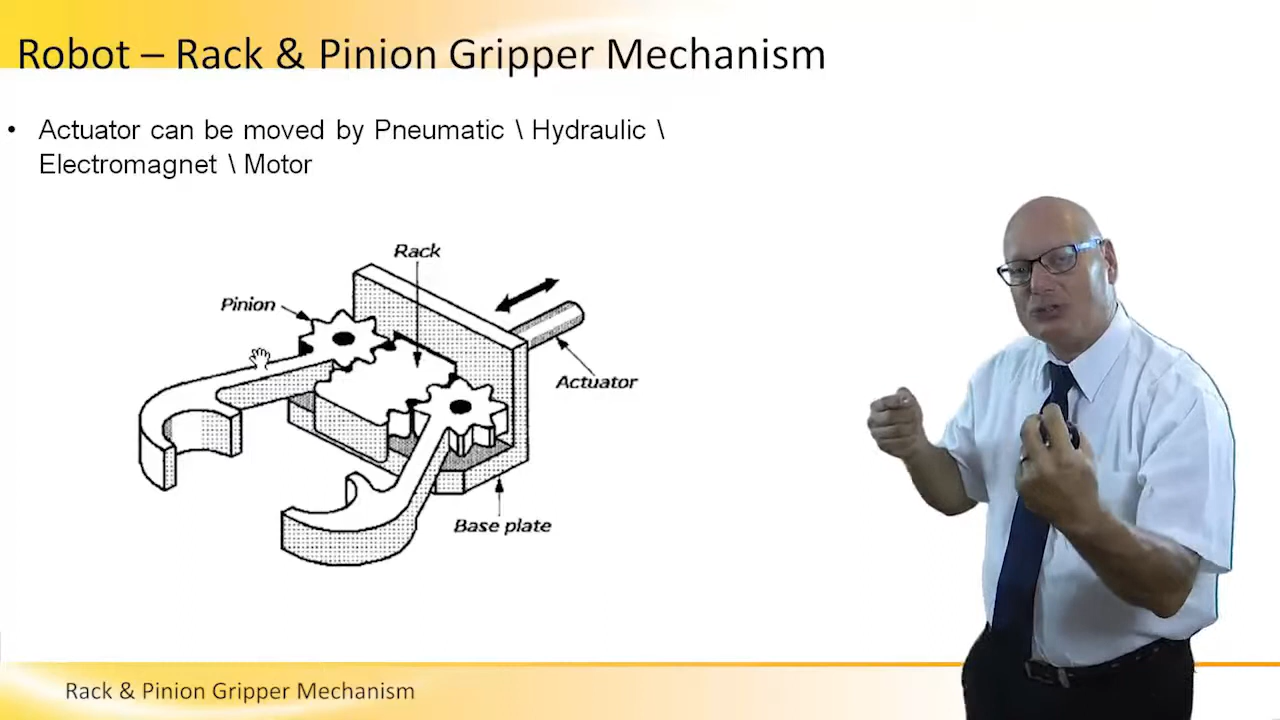 Robot – Rack & Pinion Gripper Mechanism
• Actuator can be moved by Pneumatic \ Hydraulic \
Electromagnet \ Motor
Rack
Pinion
Actuator
Base plate
Rack & Pinion Gripper Mechanism